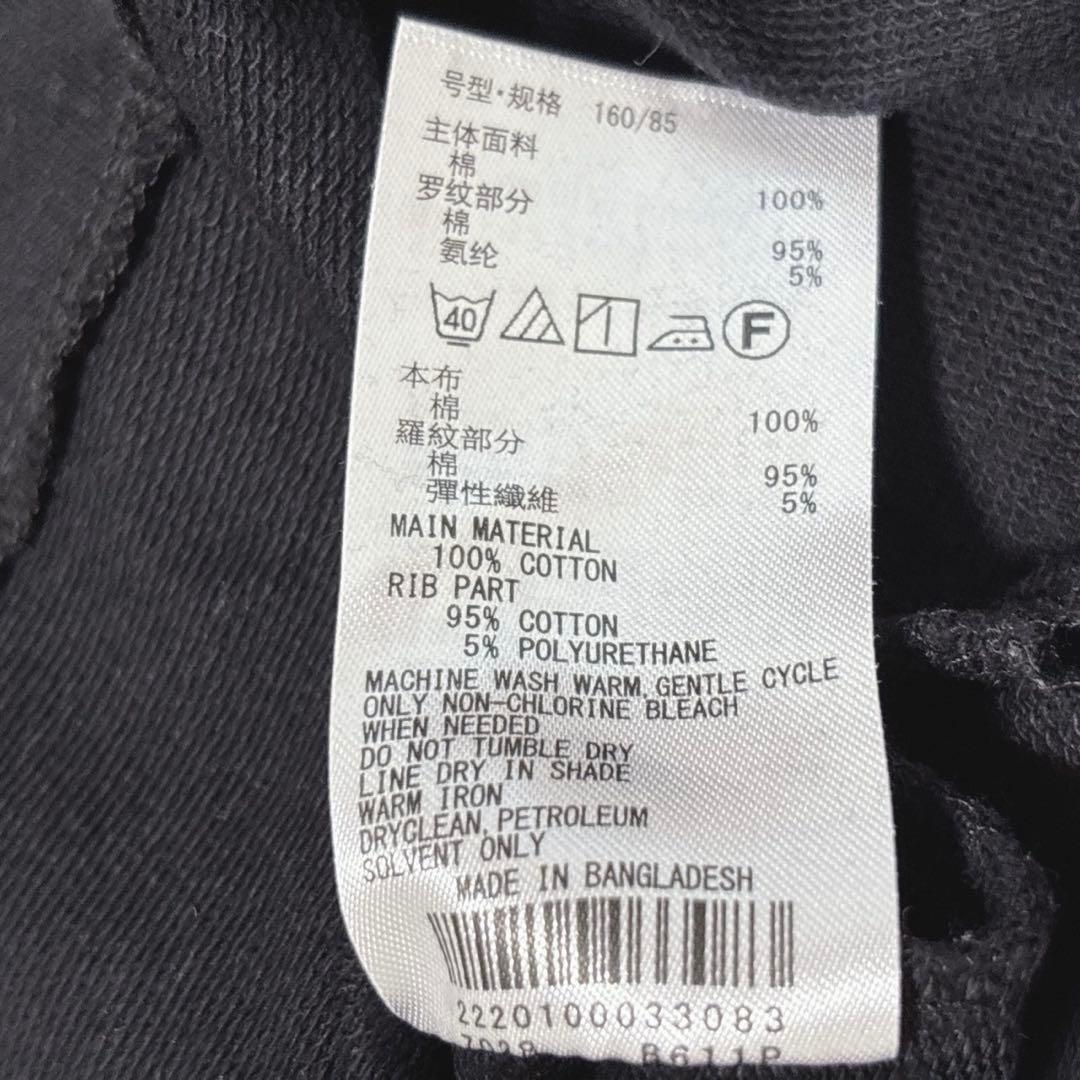 号型·规格 160/85
主体面料
棉 100%
罗纹部分
棉 95%
氨纶 5%
40 F
本布
棉 100%
羅紋部分
棉 95%
彈性纖維 5%
MAIN MATERIAL
100% COTTON
RIB PART
95% COTTON
5% POLYURETHANE
MACHINE WASH WARM, GENTLE CYCLE
ONLY NON-CHLORINE BLEACH
WHEN NEEDED
DO NOT TUMBLE DRY
LINE DRY IN SHADE
WARM IRON
DRYCLEAN, PETROLEUM
SOLVENT ONLY
MADE IN BANGLADESH
2220100033083